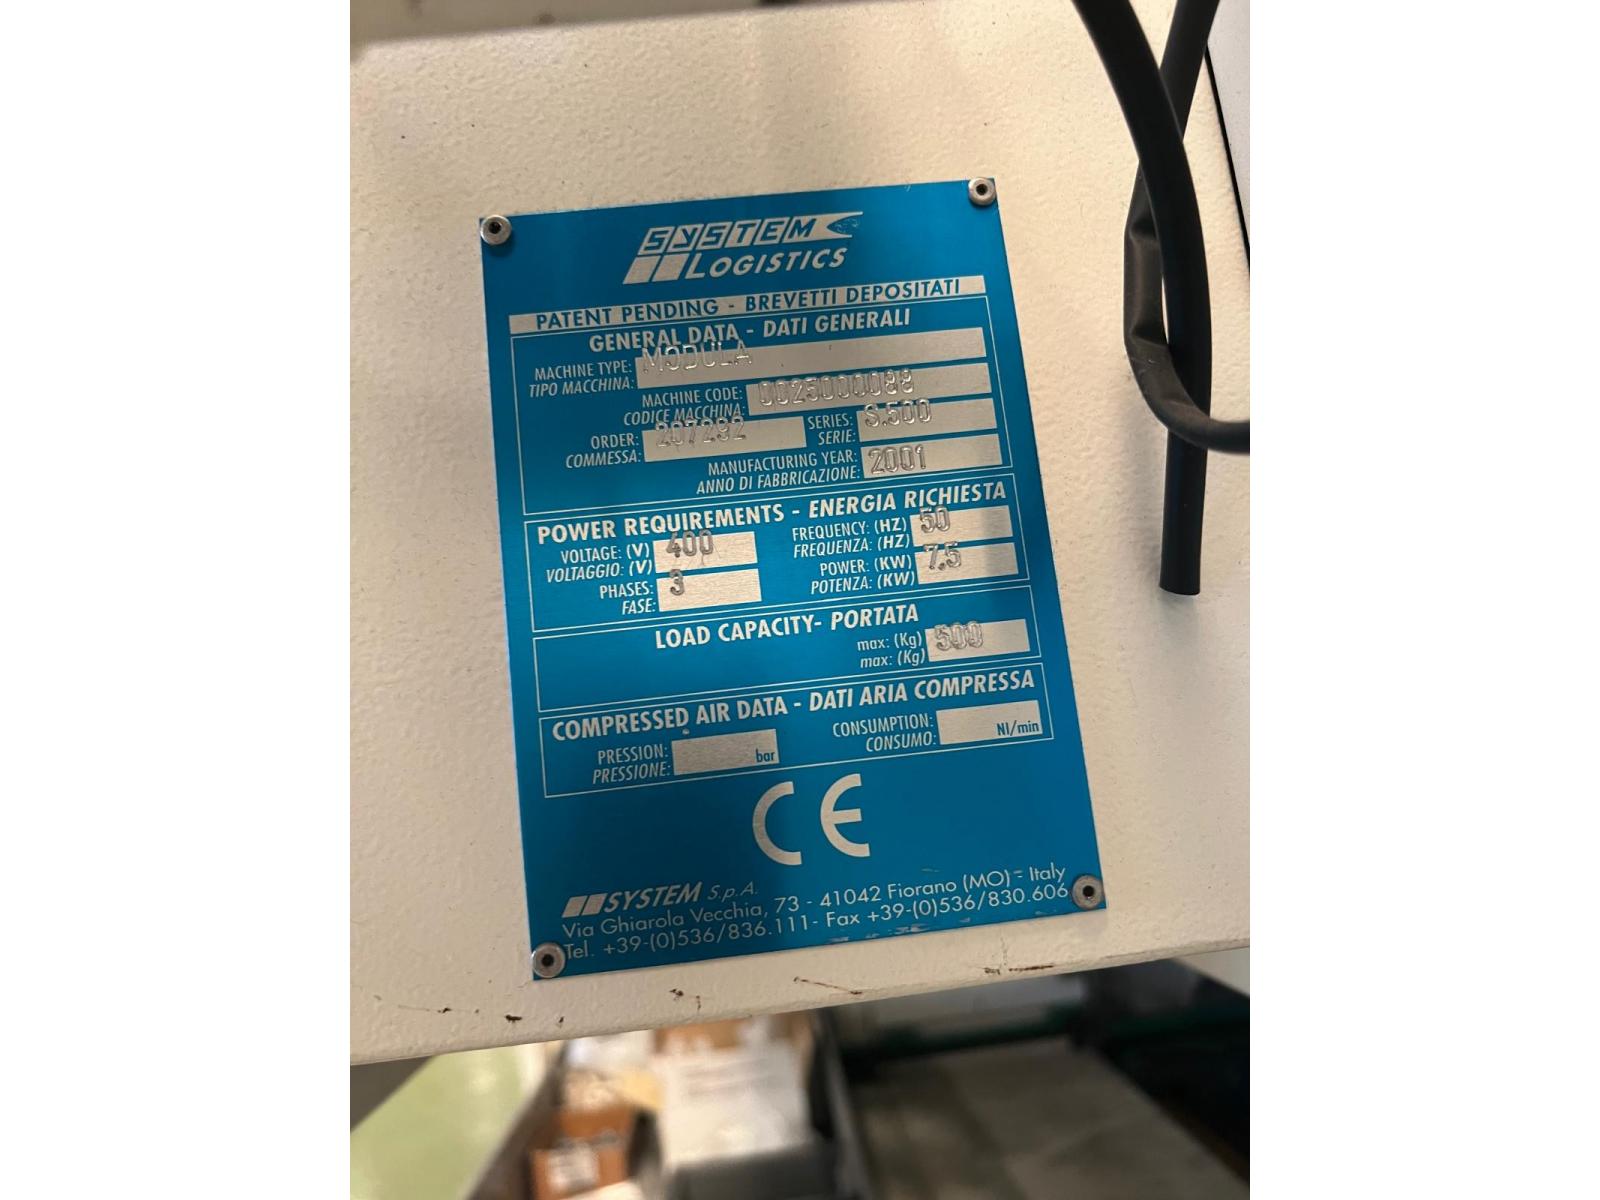 SYSTEM
LOGISTICS
PATENT PENDING - BREVETTI DEPOSITATI
GENERAL DATA - DATI GENERALI
MACHINE TYPE: MODULA
TIPO MACCHINA:
MACHINE CODE: 0025000088
CODICE MACCHINA:
ORDER: 207292 SERIES: S.500
COMMESSA: SERIE:
MANUFACTURING YEAR: 2001
ANNO DI FABBRICAZIONE:
POWER REQUIREMENTS - ENERGIA RICHIESTA
VOLTAGE: (V) 400 FREQUENCY: (HZ) 50
VOLTAGGIO: (V) FREQUENZA: (HZ)
PHASES: 3 POWER: (KW) 7.5
FASE: POTENZA: (KW)
LOAD CAPACITY- PORTATA
max: (Kg) 500
max: (Kg)
COMPRESSED AIR DATA - DATI ARIA COMPRESSA
PRESSION: bar CONSUMPTION: Nl/min
PRESSIONE: CONSUMO:
CE
SYSTEM S.p.A.
Via Ghiarola Vecchia, 73 - 41042 Fiorano (MO) - Italy
Tel. +39-(0)536/836.111- Fax +39-(0)536/830.606